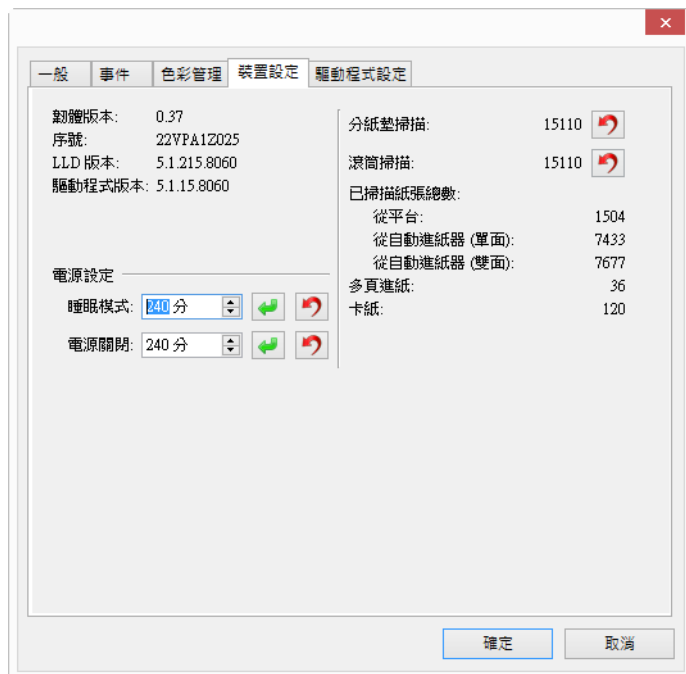 一般 事件 色彩管理 裝置設定 驅動程式設定
韌體版本: 0.37
序號: 22VPA1Z025
LLD 版本: 5.1.215.8060
驅動程式版本: 5.1.15.8060
電源設定
睡眠模式: 240 分
電源關閉: 240 分
分紙墊掃描: 15110
滾筒掃描: 15110
已掃描紙張總數:
從平台: 1504
從自動進紙器 (單面): 7433
從自動進紙器 (雙面): 7677
多頁進紙: 36
卡紙: 120
確定 取消